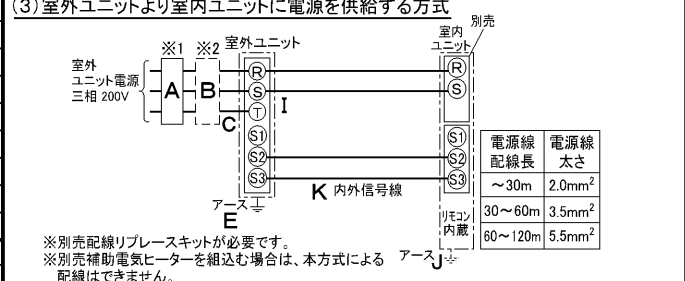 (3)室外ユニットより室内ユニットに電源を供給する方式
※1 ※2 室外ユニット
室内
ユニット
別売
室外
ユニット電源
三相 200V
A B
C
R
S
T
S1
S2
S3
I
R
S
S1
S2
S3
K 内外信号線
アース
E
リモコン
内蔵
アース J
電源線
配線長
電源線
太さ
~30m 2.0mm²
30~60m 3.5mm²
60~120m 5.5mm²
※別売配線リプレースキットが必要です。
※別売補助電気ヒーターを組込む場合は、本方式による
配線はできません。